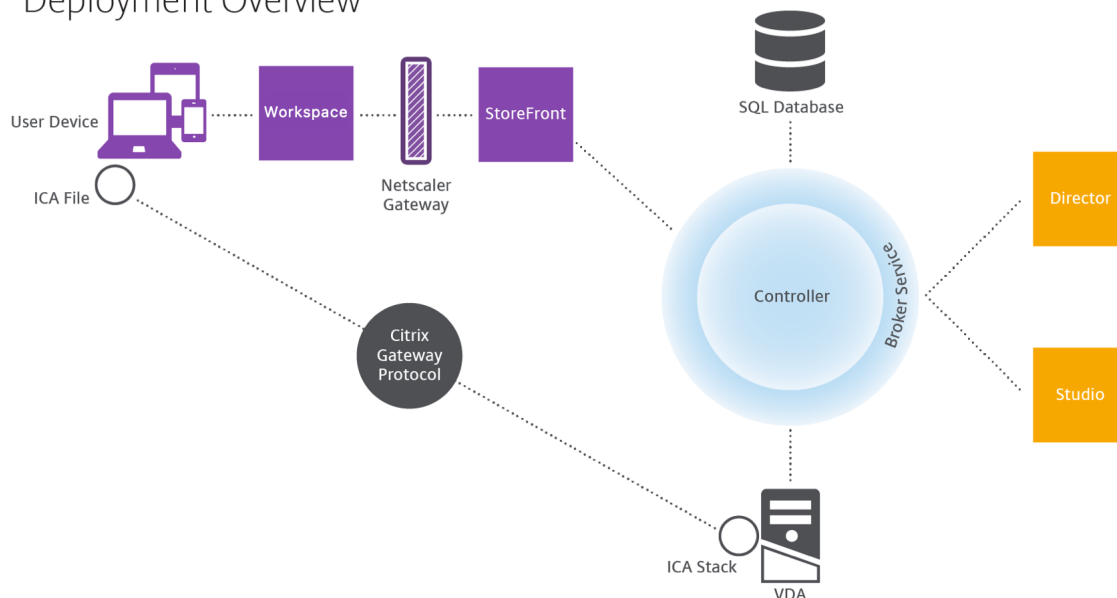 Deployment Overview
SQL Database
User Device
Workspace
StoreFront
Netscaler
Gateway
ICA File
Director
Controller
Broker Service
Citrix
Gateway
Protocol
Studio
ICA Stack
VDA